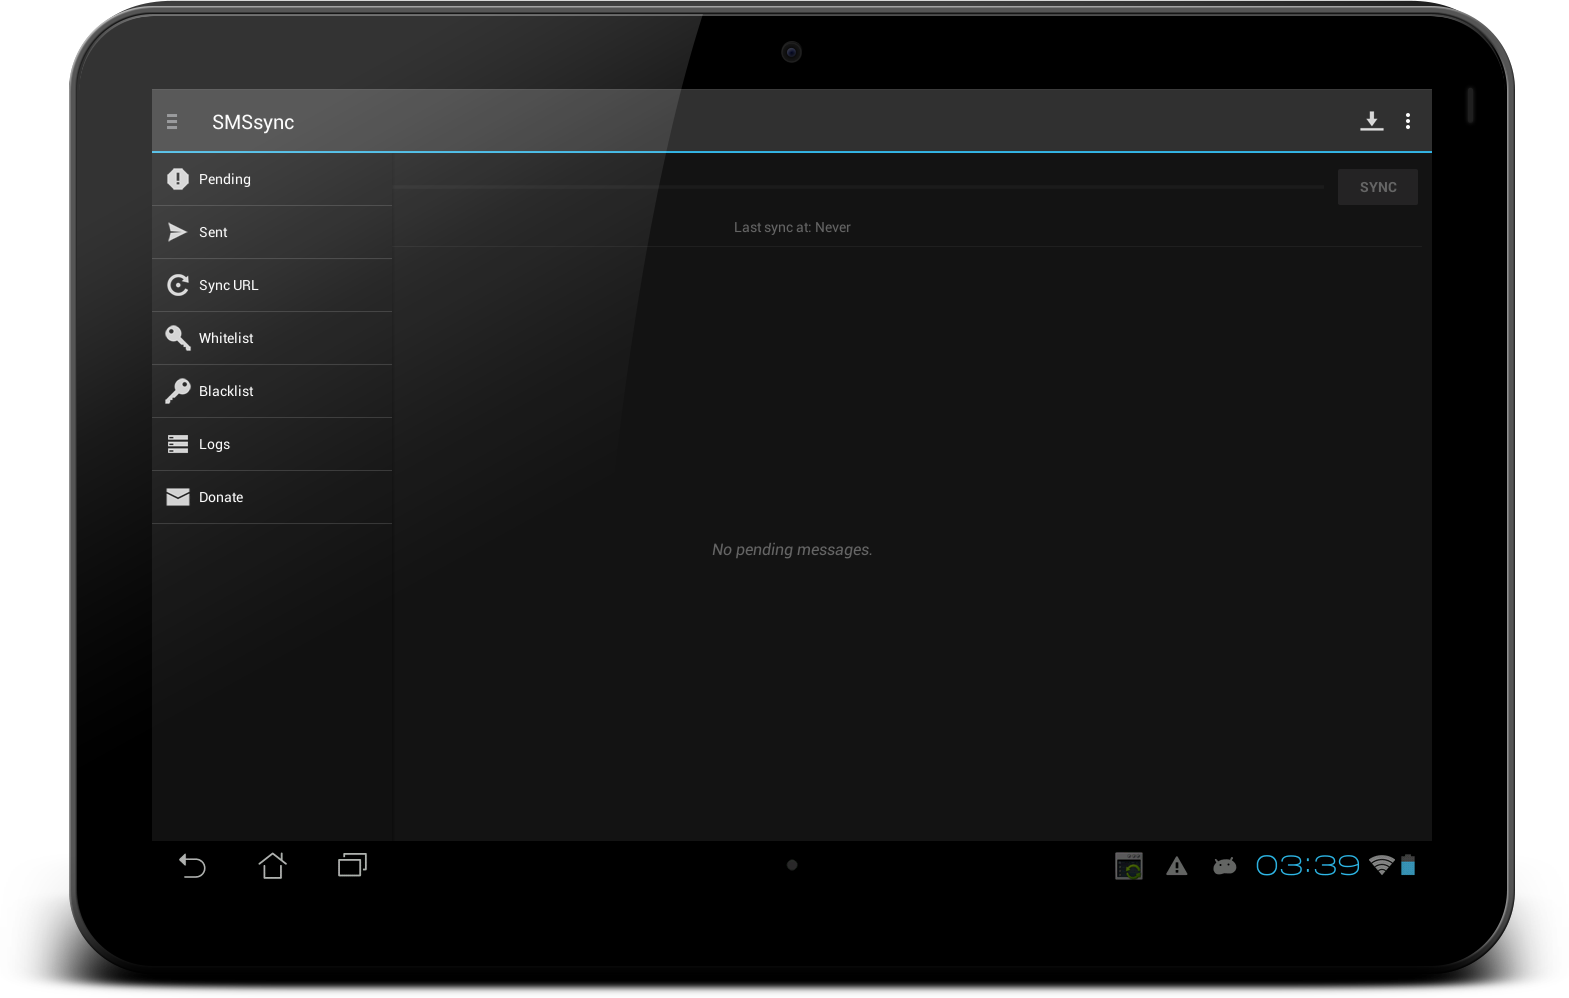 SMSsync
Pending
SYNC
Last sync at: Never
Sent
Sync URL
Whitelist
Blacklist
Logs
Donate
No pending messages.
03:39